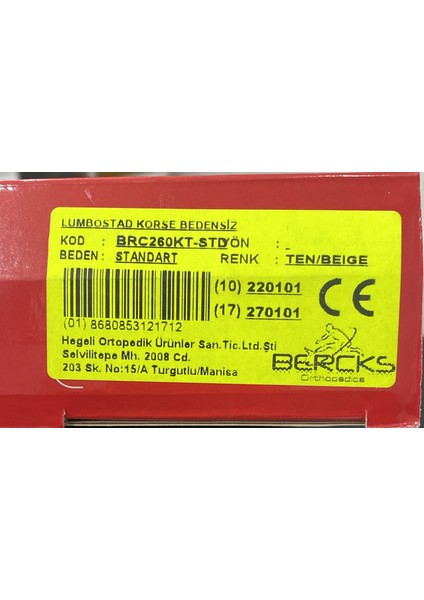 LUMBOSTAD KORSE BEDENSİZ
KOD : BRC260KT-STD YÖN : -
BEDEN : STANDART RENK : TEN/BEIGE
(10) 220101
(17) 270101
CE
(01) 8680853121712
Hegeli Ortopedik Ürünler San.Tic.Ltd.Şti
Selvilitepe Mh. 2008 Cd.
203 Sk. No:15/A Turgutlu/Manisa
BERCKS
Orthopedics